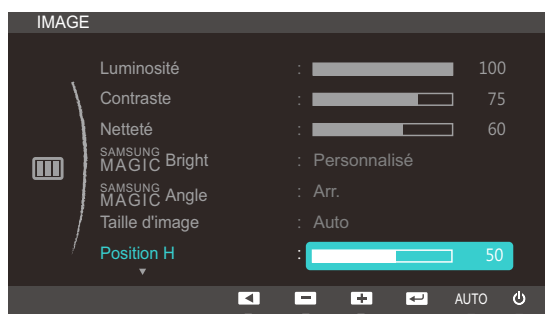 IMAGE
Luminosité : 100
Contraste : 75
Netteté : 60
SAMSUNG MAGIC Bright : Personnalisé
SAMSUNG MAGIC Angle : Arr.
Taille d'image : Auto
Position H : 50
AUTO